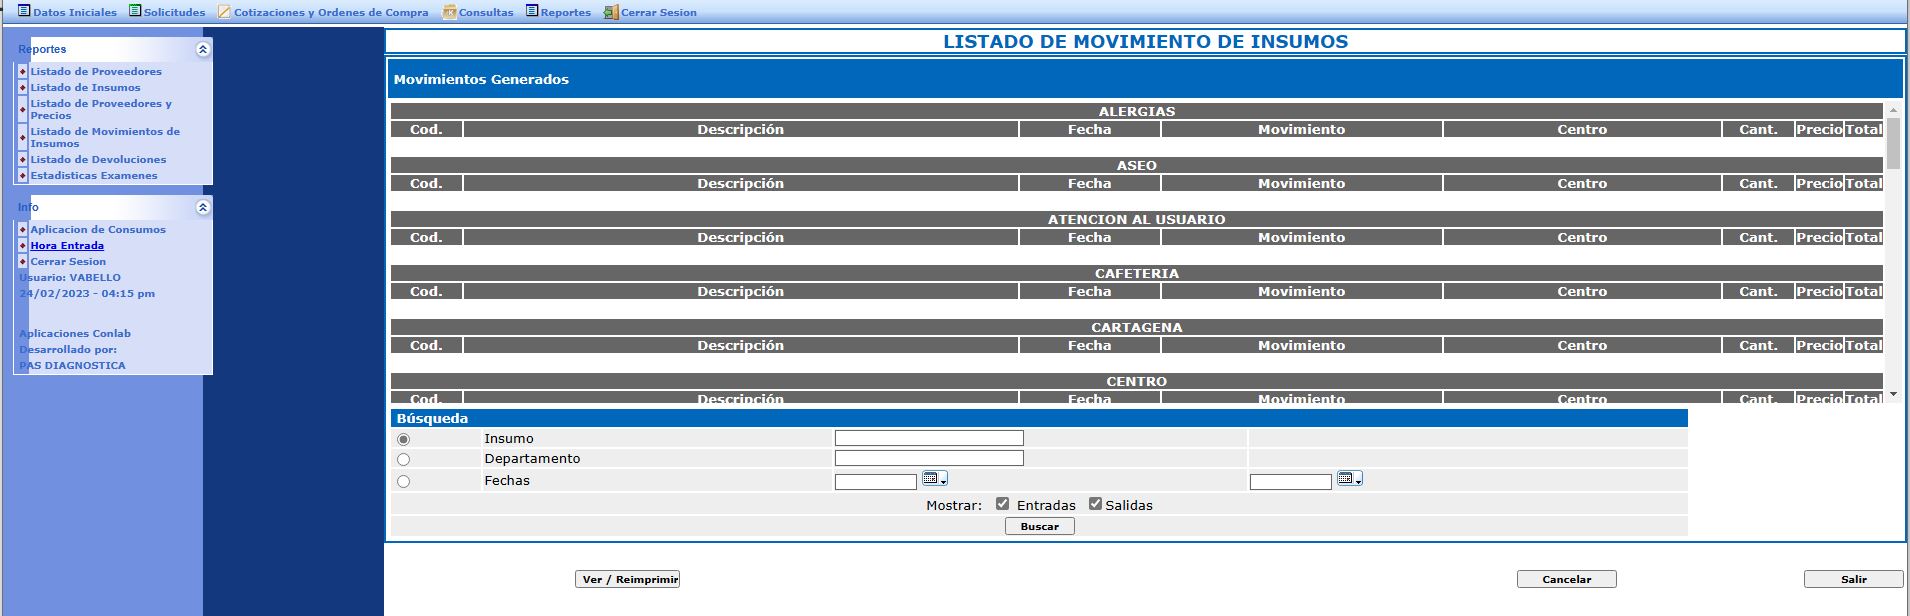 Datos Iniciales Solicitudes Cotizaciones y Ordenes de Compra Consultas Reportes Cerrar Sesion
Reportes
Listado de Proveedores
Listado de Insumos
Listado de Proveedores y
Precios
Listado de Movimientos de
Insumos
Listado de Devoluciones
Estadisticas Examenes
Info
Aplicacion de Consumos
Hora Entrada
Cerrar Sesion
Usuario: VABELLO
24/02/2023 - 04:15 pm
Aplicaciones Conlab
Desarrollado por:
PAS DIAGNOSTICA
LISTADO DE MOVIMIENTO DE INSUMOS
Movimientos Generados
ALERGIAS
Cod. Descripción Fecha Movimiento Centro Cant. Precio Total
ASEO
Cod. Descripción Fecha Movimiento Centro Cant. Precio Total
ATENCION AL USUARIO
Cod. Descripción Fecha Movimiento Centro Cant. Precio Total
CAFETERIA
Cod. Descripción Fecha Movimiento Centro Cant. Precio Total
CARTAGENA
Cod. Descripción Fecha Movimiento Centro Cant. Precio Total
CENTRO
Cod. Descripción Fecha Movimiento Centro Cant. Precio Total
Búsqueda
Insumo
Departamento
Fechas
Mostrar: Entradas Salidas
Buscar
Ver / Reimprimir Cancelar Salir